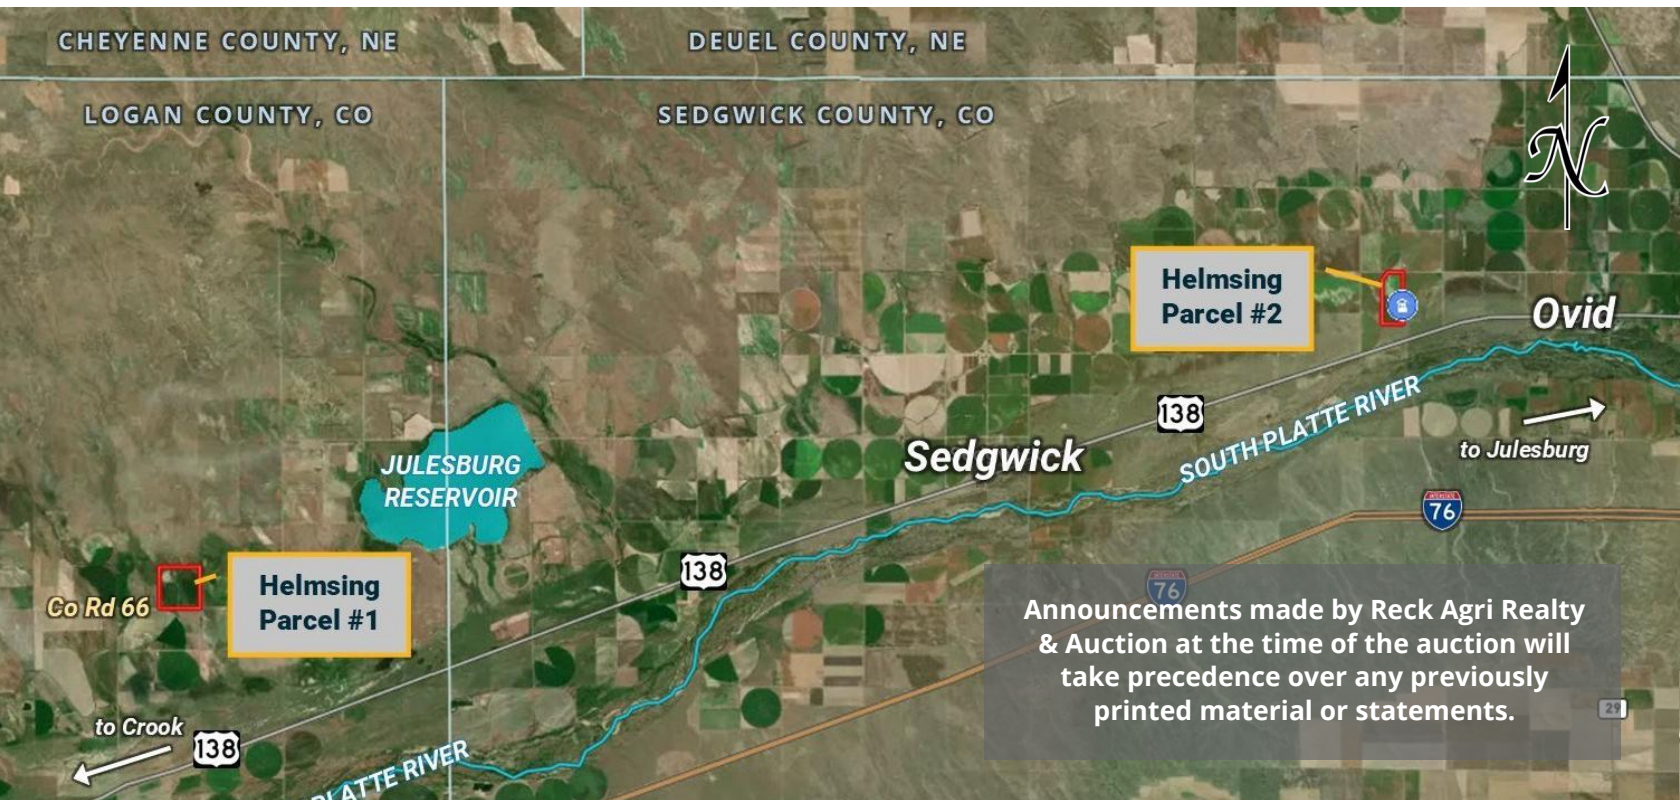 CHEYENNE COUNTY, NE
DEUEL COUNTY, NE
LOGAN COUNTY, CO
SEDGWICK COUNTY, CO
N
Helmsing
Parcel #2
Ovid
138
SOUTH PLATTE RIVER
to Julesburg
Sedgwick
JULESBURG
RESERVOIR
INTERSTATE
76
138
Helmsing
Parcel #1
Co Rd 66
INTERSTATE
76
Announcements made by Reck Agri Realty
& Auction at the time of the auction will
take precedence over any previously
printed material or statements.
29
to Crook
138
PLATTE RIVER